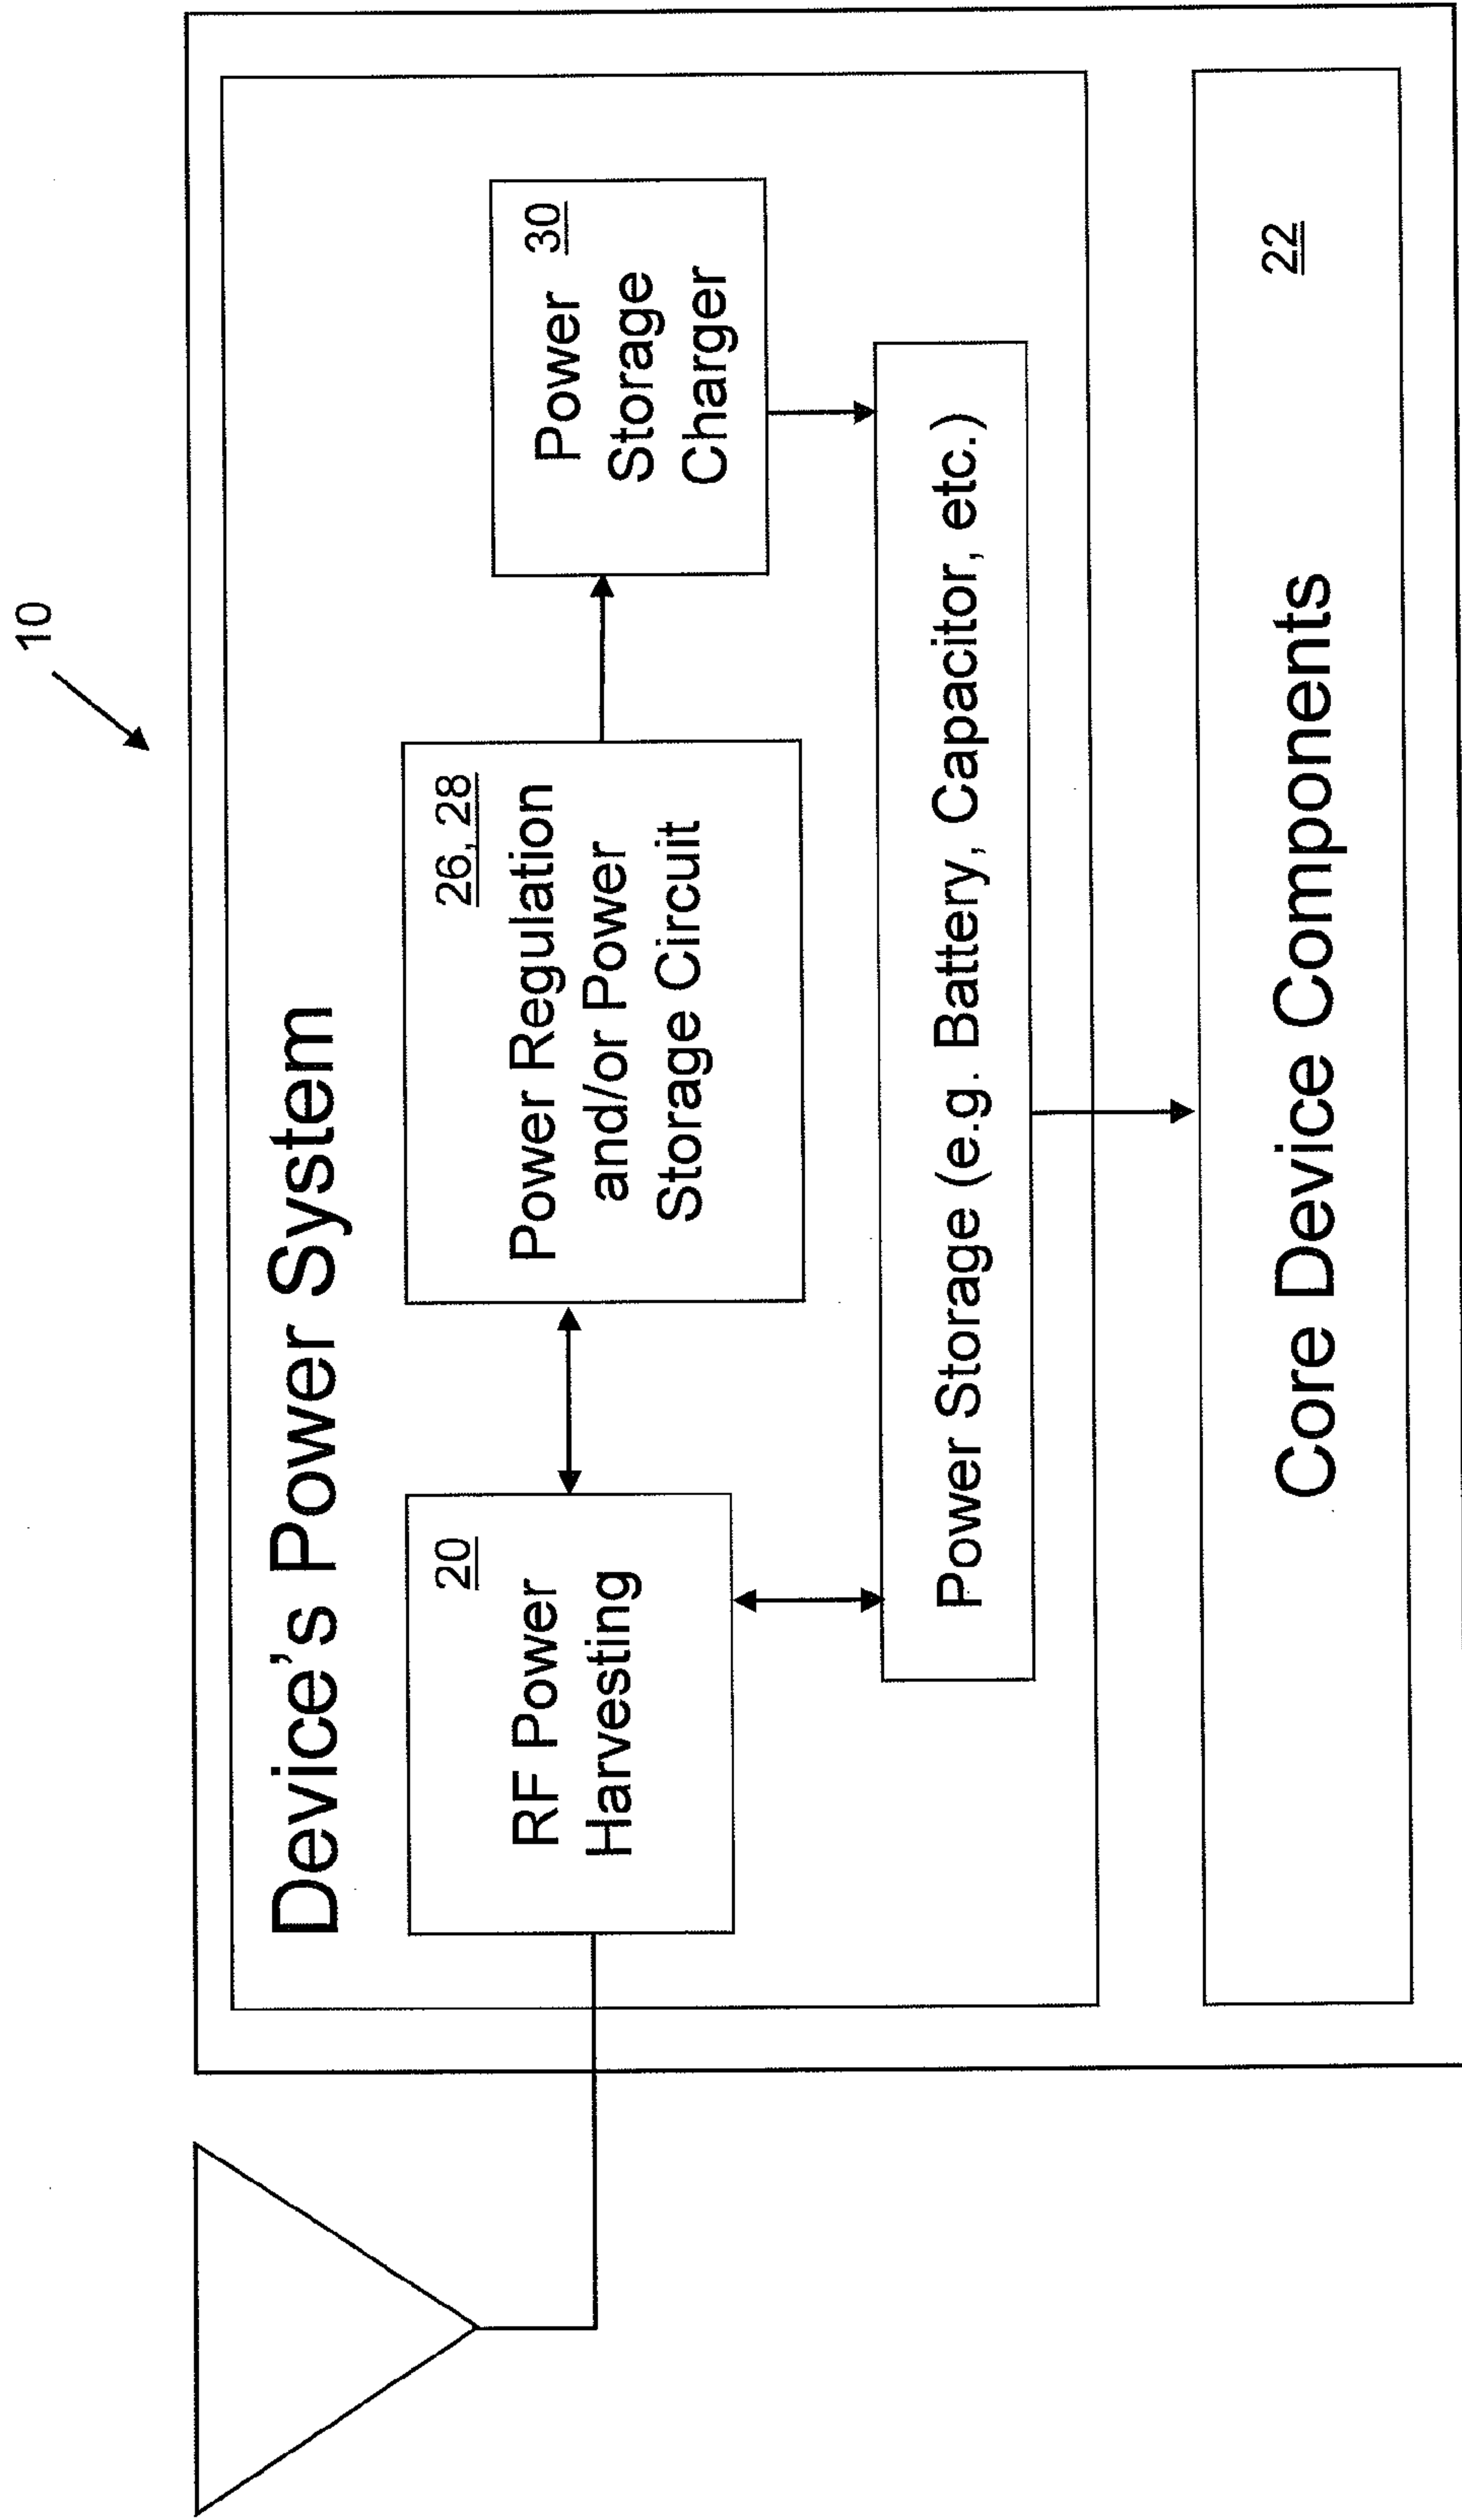 10
Device's Power System
20
RF Power
Harvesting
26, 28
Power Regulation
and/or Power
Storage Circuit
Power 30
Storage
Charger
Power Storage (e.g. Battery, Capacitor, etc.)
22
Core Device Components